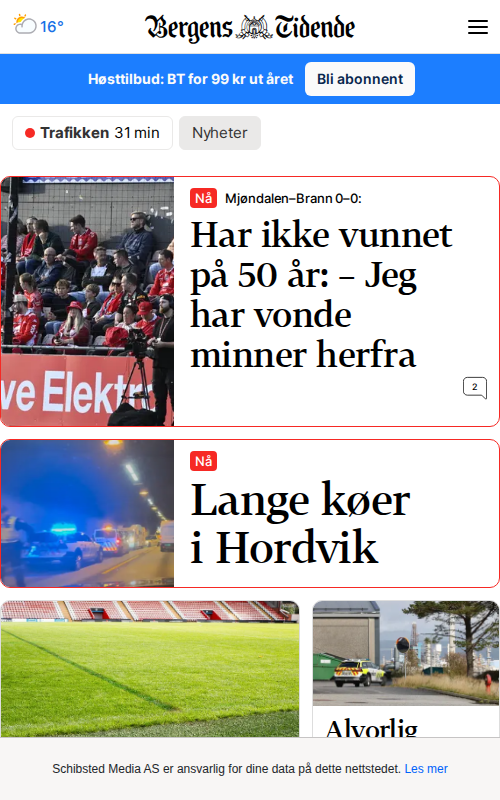 16°
Bergens Tidende
Høsttilbud: BT for 99 kr ut året
Bli abonnent
Trafikken 31 min
Nyheter
Nå Mjøndalen–Brann 0–0:
Har ikke vunnet
på 50 år: – Jeg
har vonde
minner herfra
2
ve Elektro
Nå
Lange køer
i Hordvik
Alvorlig
Schibsted Media AS er ansvarlig for dine data på dette nettstedet. Les mer